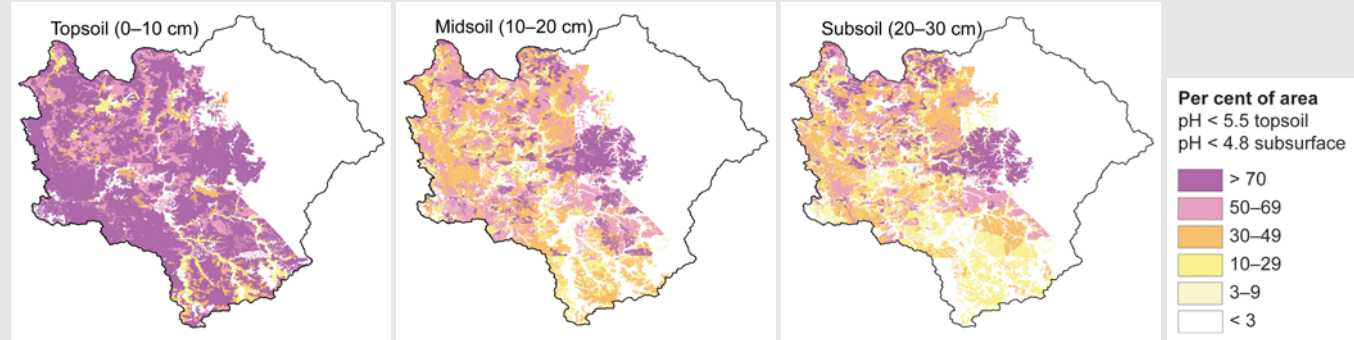 Topsoil (0–10 cm)
Midsoil (10–20 cm)
Subsoil (20–30 cm)
Per cent of area
pH < 5.5 topsoil
pH < 4.8 subsurface
> 70
50–69
30–49
10–29
3–9
< 3